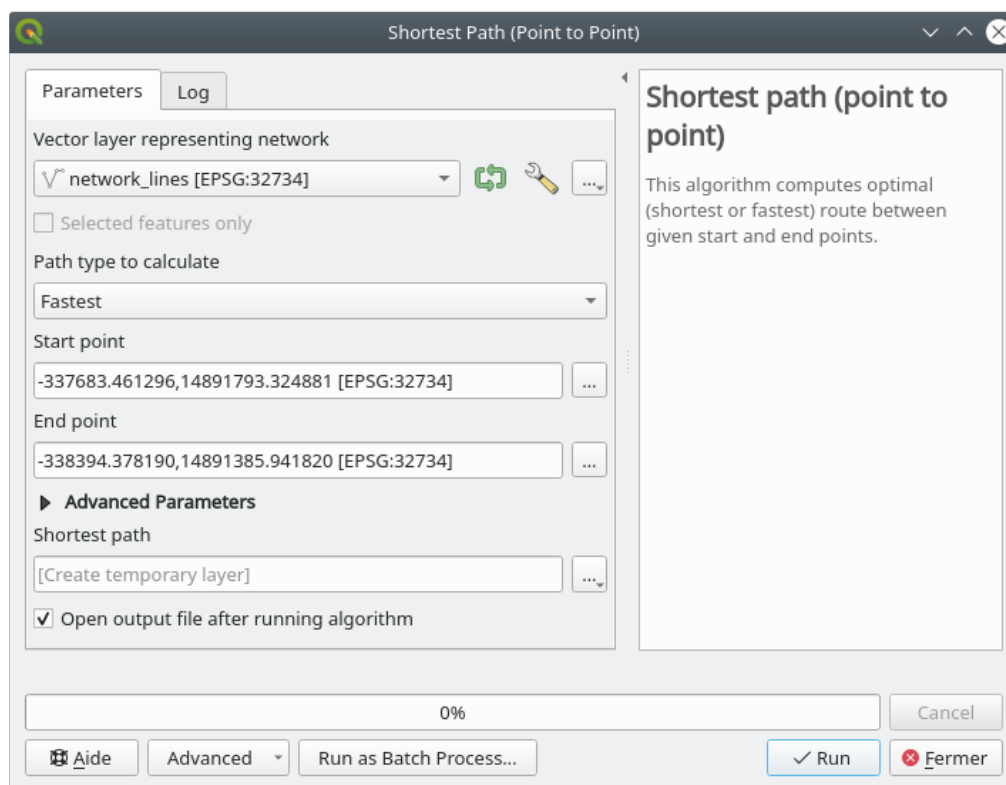 Shortest Path (Point to Point)
Parameters
Log
Vector layer representing network
network_lines [EPSG:32734]
...
Selected features only
Path type to calculate
Fastest
Start point
-337683.461296,14891793.324881 [EPSG:32734]
...
End point
-338394.378190,14891385.941820 [EPSG:32734]
...
Advanced Parameters
Shortest path
[Create temporary layer]
...
Open output file after running algorithm
Shortest path (point to
point)
This algorithm computes optimal
(shortest or fastest) route between
given start and end points.
0%
Cancel
Aide
Advanced
Run as Batch Process...
Run
Fermer